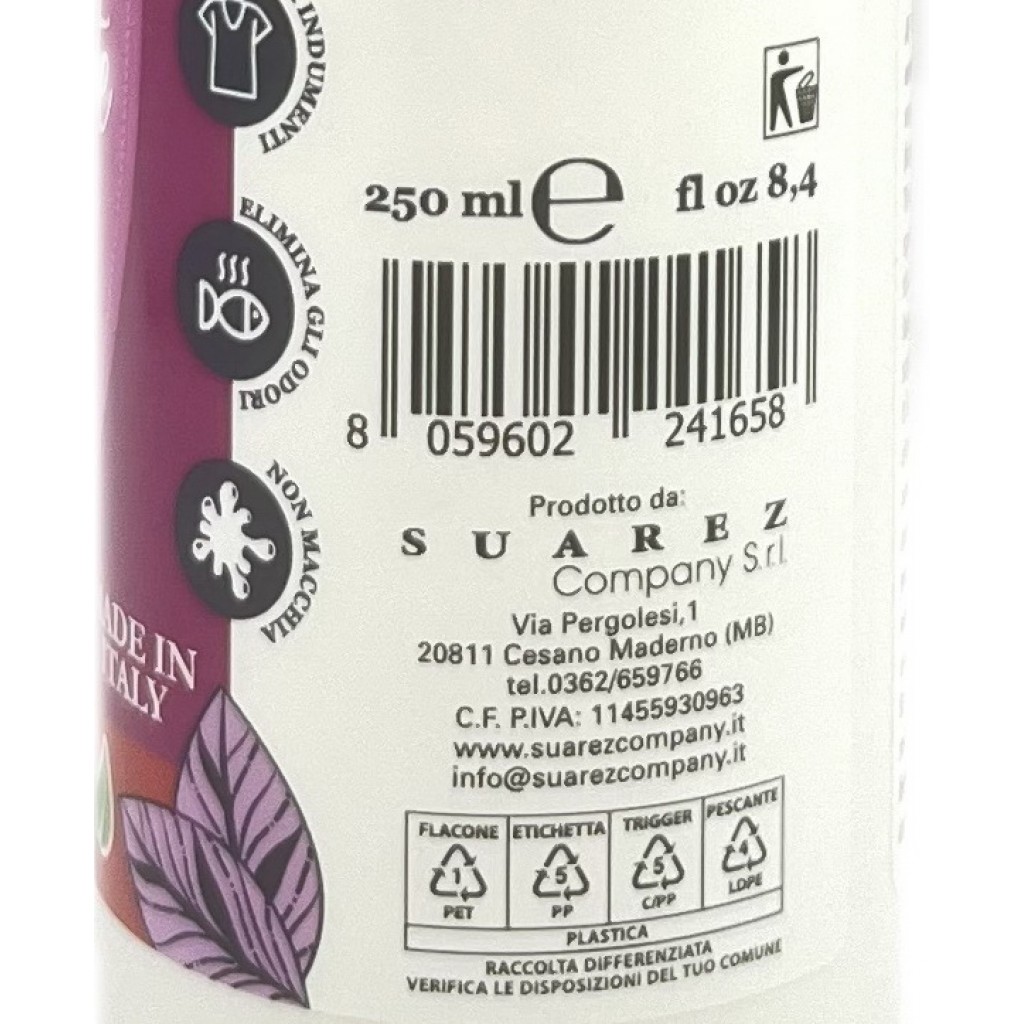 INDUMENTI
ELIMINA GLI ODORI
NON MACCHIA
ADE IN
TALY
250 ml e fl oz 8,4
8 059602 241658
Prodotto da:
SUAREZ
Company S.r.l.
Via Pergolesi,1
20811 Cesano Maderno (MB)
tel.0362/659766
C.F. P.IVA: 11455930963
www.suarezcompany.it
info@suarezcompany.it
FLACONE ETICHETTA TRIGGER PESCANTE
1 5 5 4
PET PP C/PP LDPE
PLASTICA
RACCOLTA DIFFERENZIATA
VERIFICA LE DISPOSIZIONI DEL TUO COMUNE